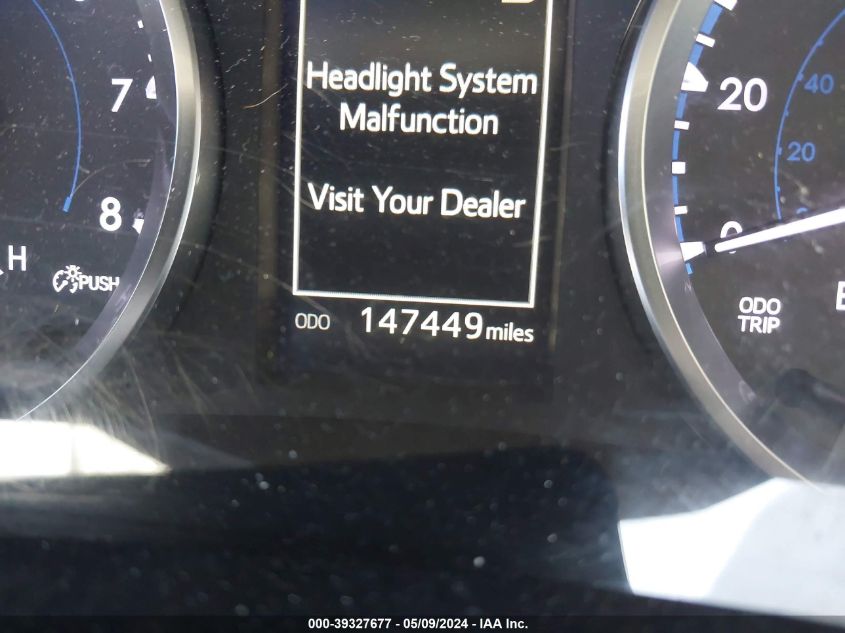 Headlight System
Malfunction
Visit Your Dealer
ODO 147449 miles
7
8
H
PUSH
20
0
40
20
ODO
TRIP
000-39327677 - 05/09/2024 - IAA Inc.